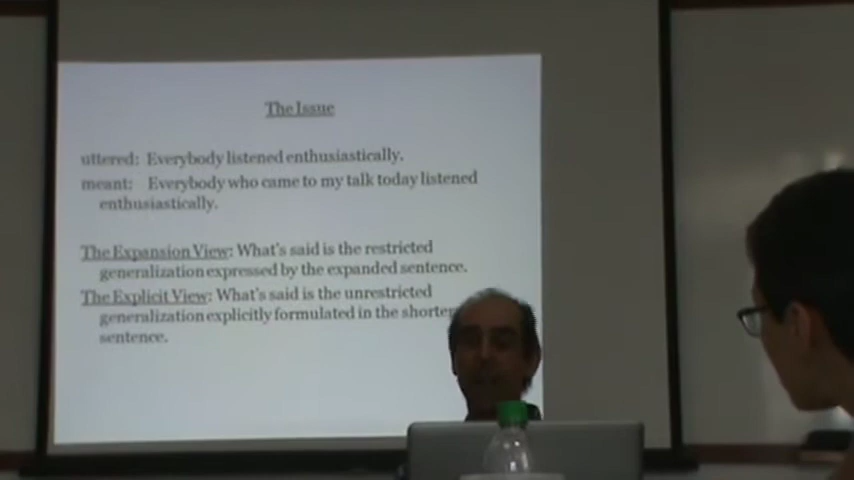 The Issue
uttered: Everybody listened enthusiastically.
meant: Everybody who came to my talk today listened
enthusiastically.
The Expansion View: What's said is the restricted
generalization expressed by the expanded sentence.
The Explicit View: What's said is the unrestricted
generalization explicitly formulated in the shorter
sentence.